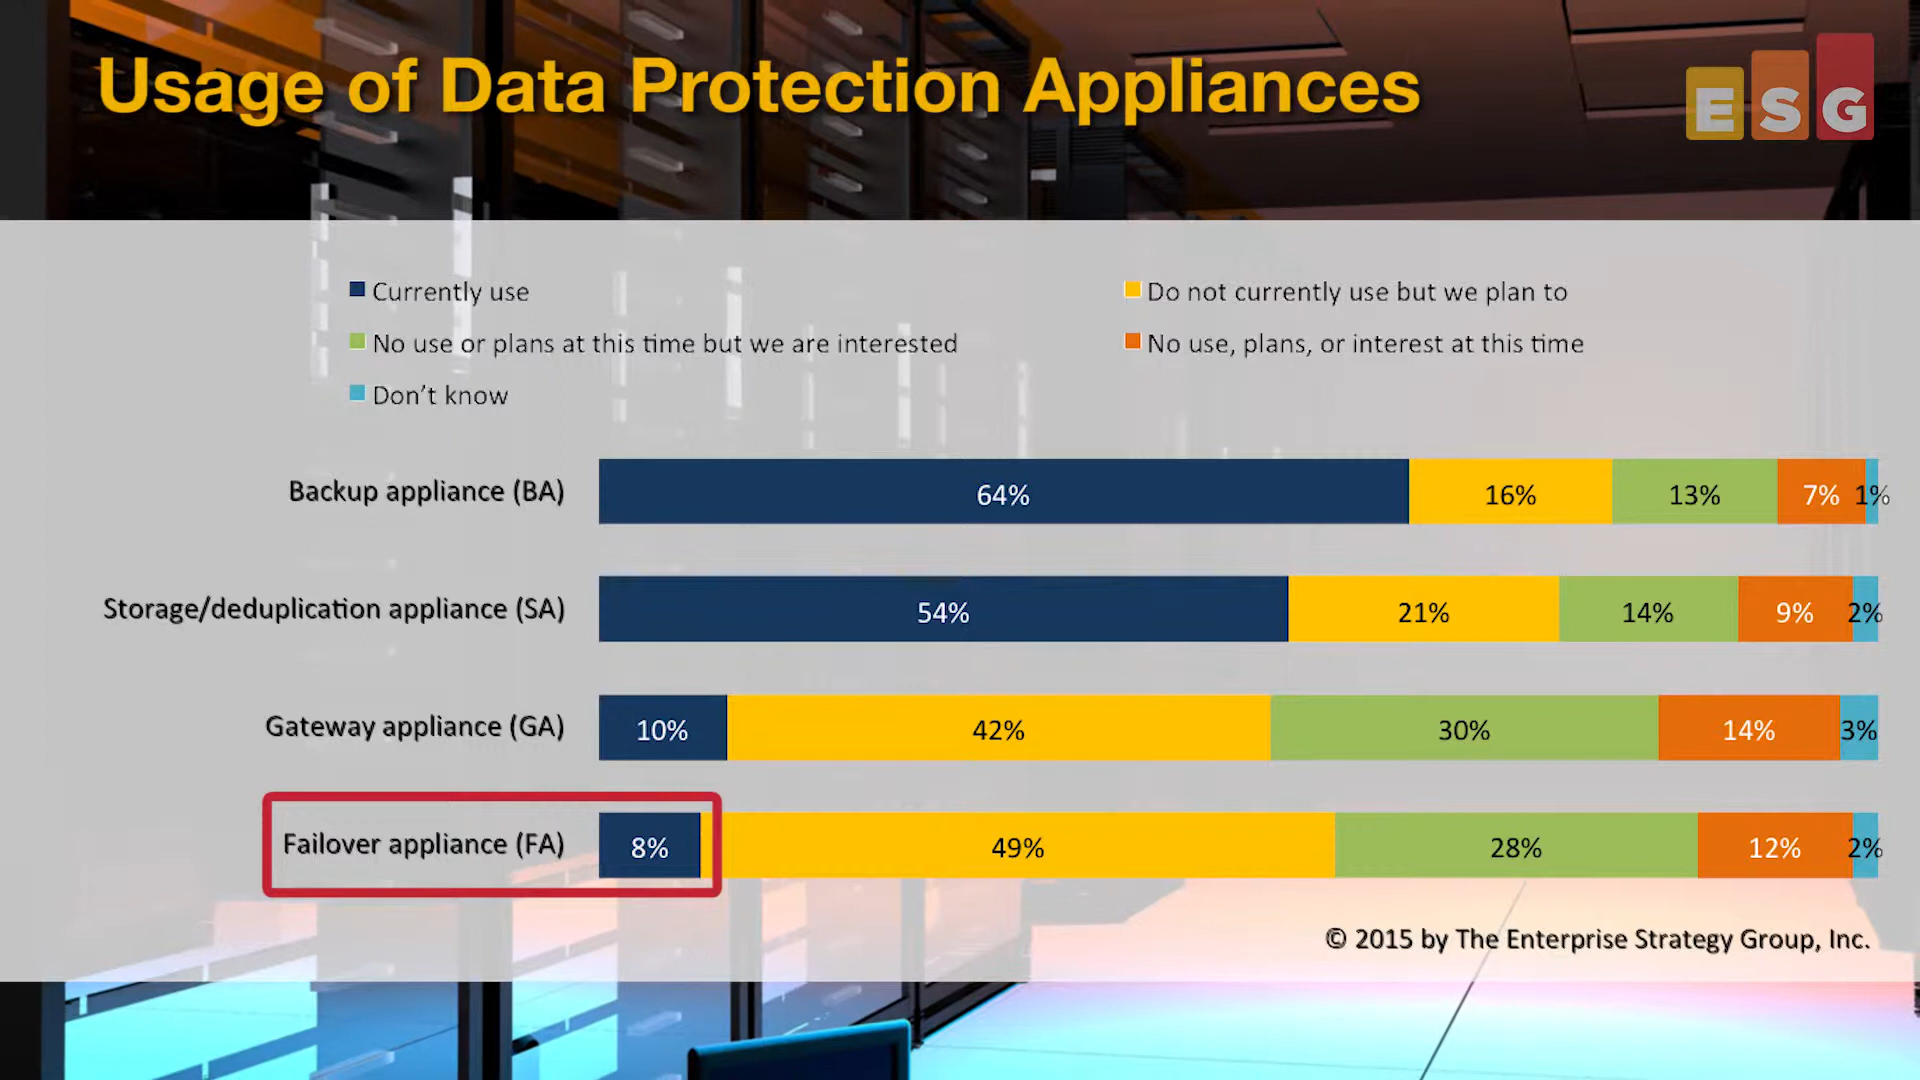 Usage of Data Protection Appliances
ESG
Currently use
Do not currently use but we plan to
No use or plans at this time but we are interested
No use, plans, or interest at this time
Don't know
Backup appliance (BA) 64% 16% 13% 7% 1%
Storage/deduplication appliance (SA) 54% 21% 14% 9% 2%
Gateway appliance (GA) 10% 42% 30% 14% 3%
Failover appliance (FA) 8% 49% 28% 12% 2%
© 2015 by The Enterprise Strategy Group, Inc.